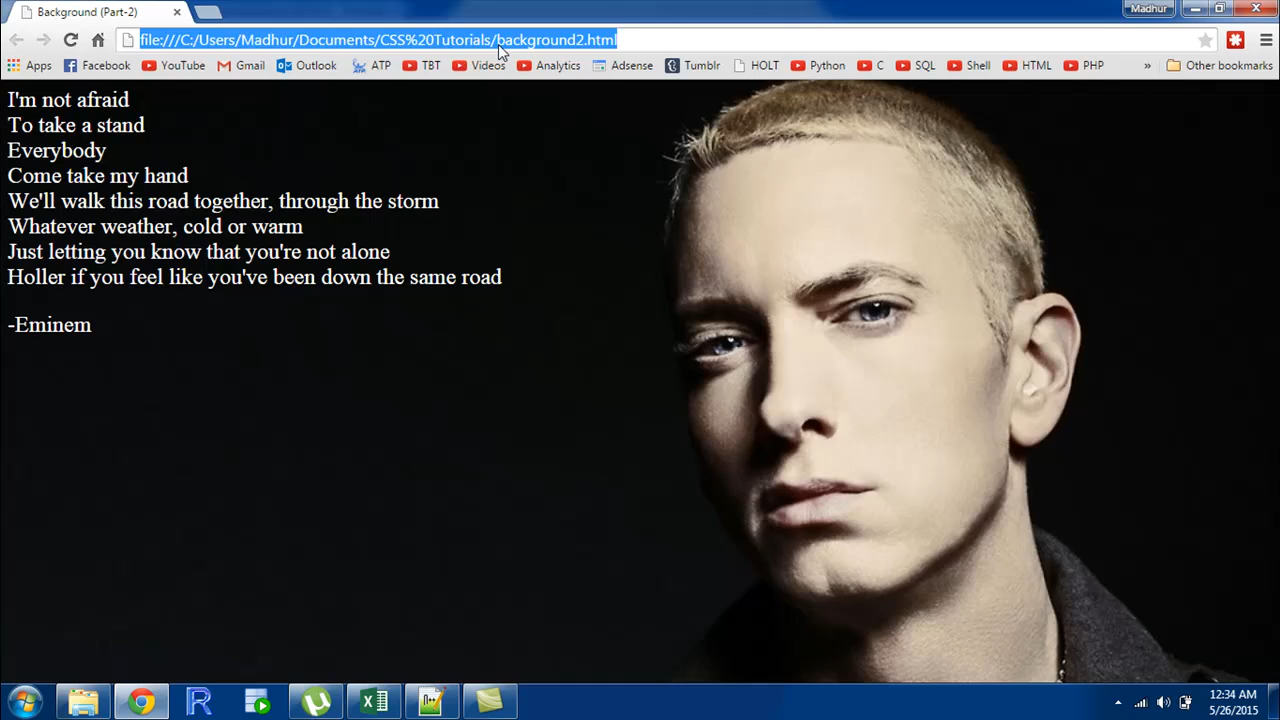 Background (Part-2)
Madhur
file:///C:/Users/Madhur/Documents/CSS%20Tutorials/background2.html
Apps Facebook YouTube Gmail Outlook ATP TBT Videos Analytics Adsense Tumblr HOLT Python C SQL Shell HTML PHP » Other bookmarks
I'm not afraid
To take a stand
Everybody
Come take my hand
We'll walk this road together, through the storm
Whatever weather, cold or warm
Just letting you know that you're not alone
Holler if you feel like you've been down the same road
-Eminem
12:34 AM
5/26/2015